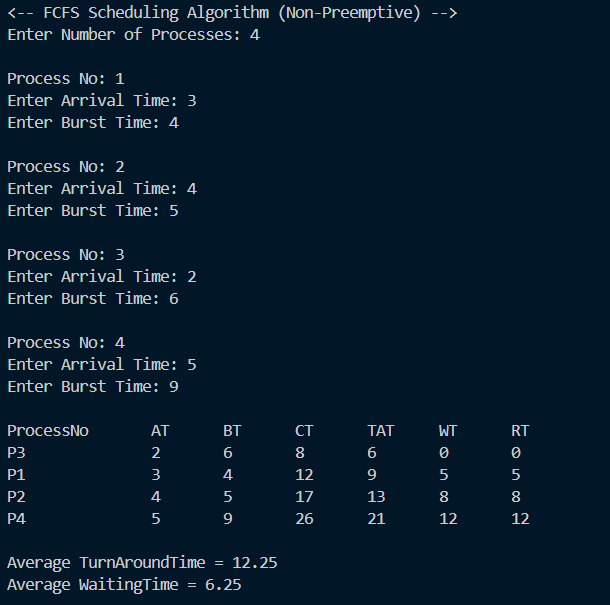 <-- FCFS Scheduling Algorithm (Non-Preemptive) -->
Enter Number of Processes: 4
Process No: 1
Enter Arrival Time: 3
Enter Burst Time: 4
Process No: 2
Enter Arrival Time: 4
Enter Burst Time: 5
Process No: 3
Enter Arrival Time: 2
Enter Burst Time: 6
Process No: 4
Enter Arrival Time: 5
Enter Burst Time: 9
ProcessNo AT BT CT TAT WT RT
P3 2 6 8 6 0 0
P1 3 4 12 9 5 5
P2 4 5 17 13 8 8
P4 5 9 26 21 12 12
Average TurnAroundTime = 12.25
Average WaitingTime = 6.25